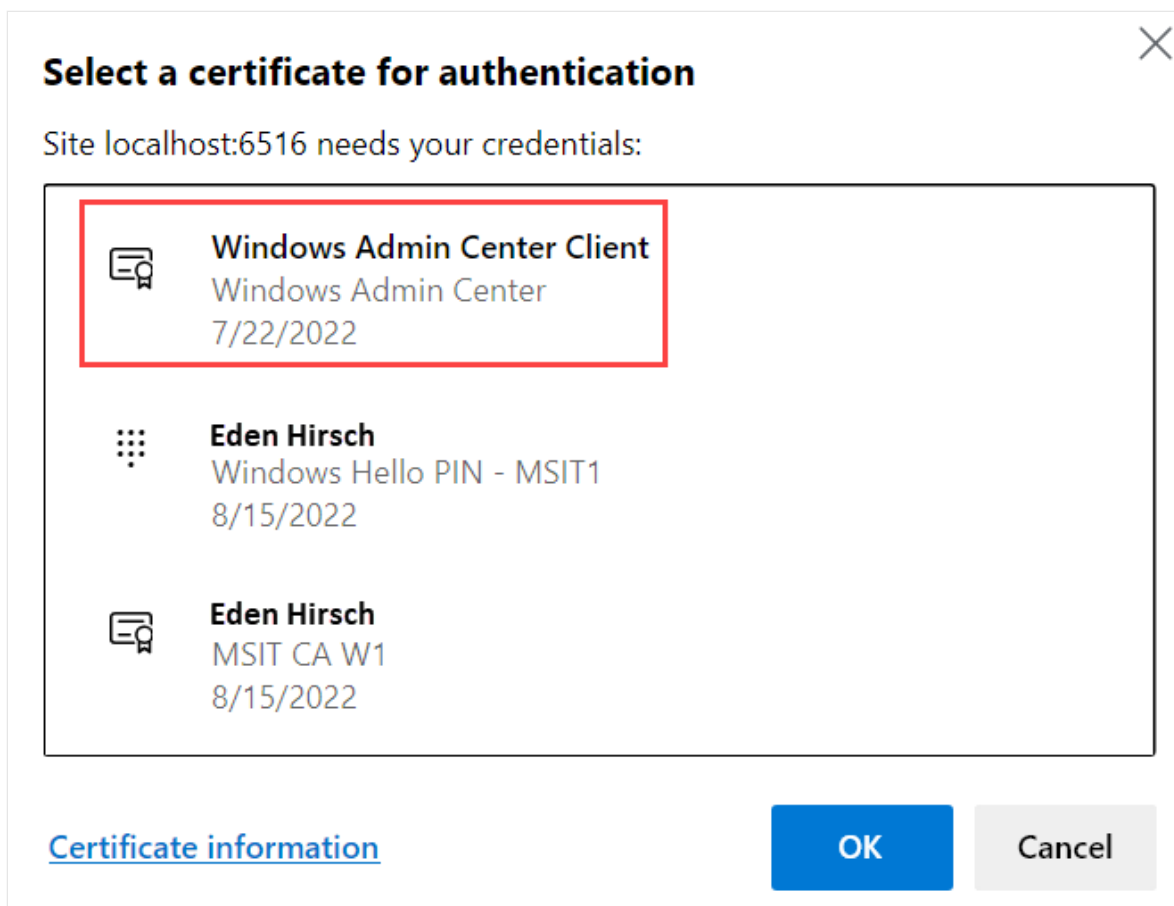 Select a certificate for authentication
Site localhost:6516 needs your credentials:
Windows Admin Center Client
Windows Admin Center
7/22/2022
Eden Hirsch
Windows Hello PIN - MSIT1
8/15/2022
Eden Hirsch
MSIT CA W1
8/15/2022
Certificate information
OK
Cancel